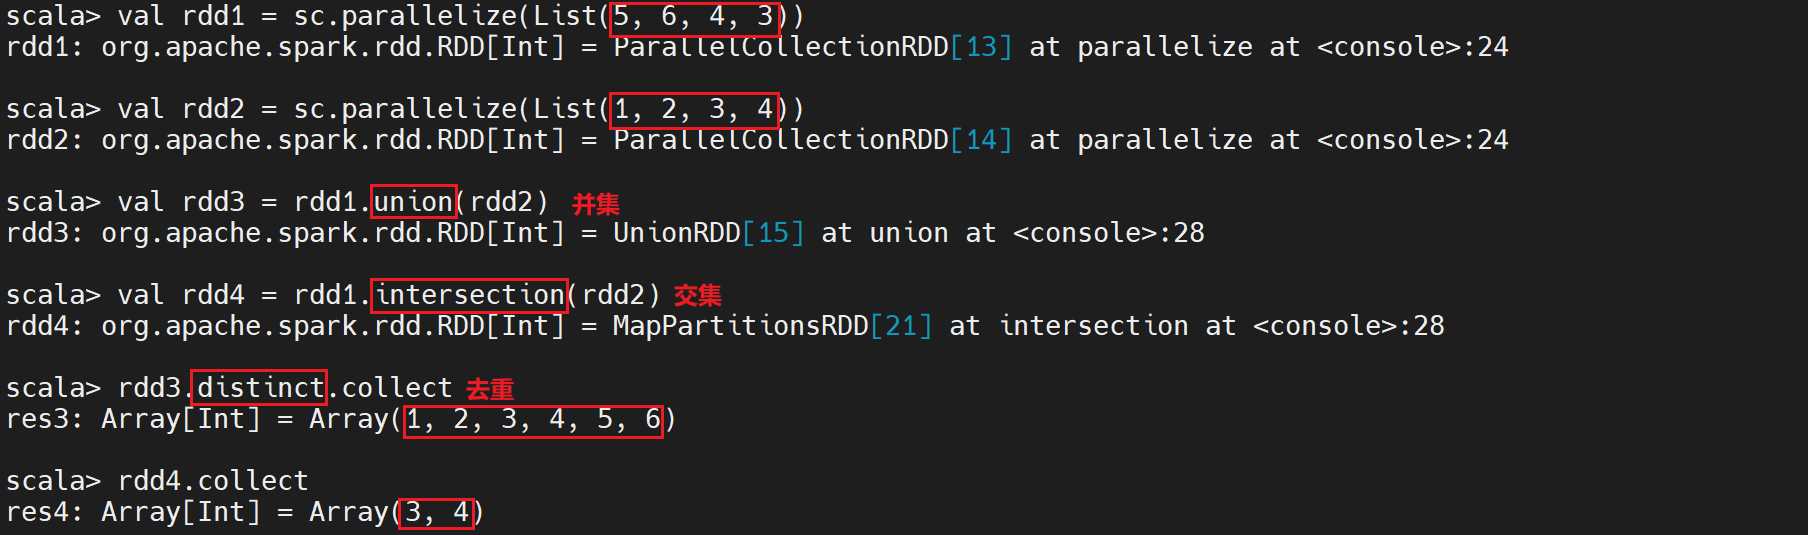 scala> val rdd1 = sc.parallelize(List(5, 6, 4, 3))
rdd1: org.apache.spark.rdd.RDD[Int] = ParallelCollectionRDD[13] at parallelize at <console>:24
scala> val rdd2 = sc.parallelize(List(1, 2, 3, 4))
rdd2: org.apache.spark.rdd.RDD[Int] = ParallelCollectionRDD[14] at parallelize at <console>:24
scala> val rdd3 = rdd1.union(rdd2) 并集
rdd3: org.apache.spark.rdd.RDD[Int] = UnionRDD[15] at union at <console>:28
scala> val rdd4 = rdd1.intersection(rdd2) 交集
rdd4: org.apache.spark.rdd.RDD[Int] = MapPartitionsRDD[21] at intersection at <console>:28
scala> rdd3.distinct.collect 去重
res3: Array[Int] = Array(1, 2, 3, 4, 5, 6)
scala> rdd4.collect
res4: Array[Int] = Array(3, 4)